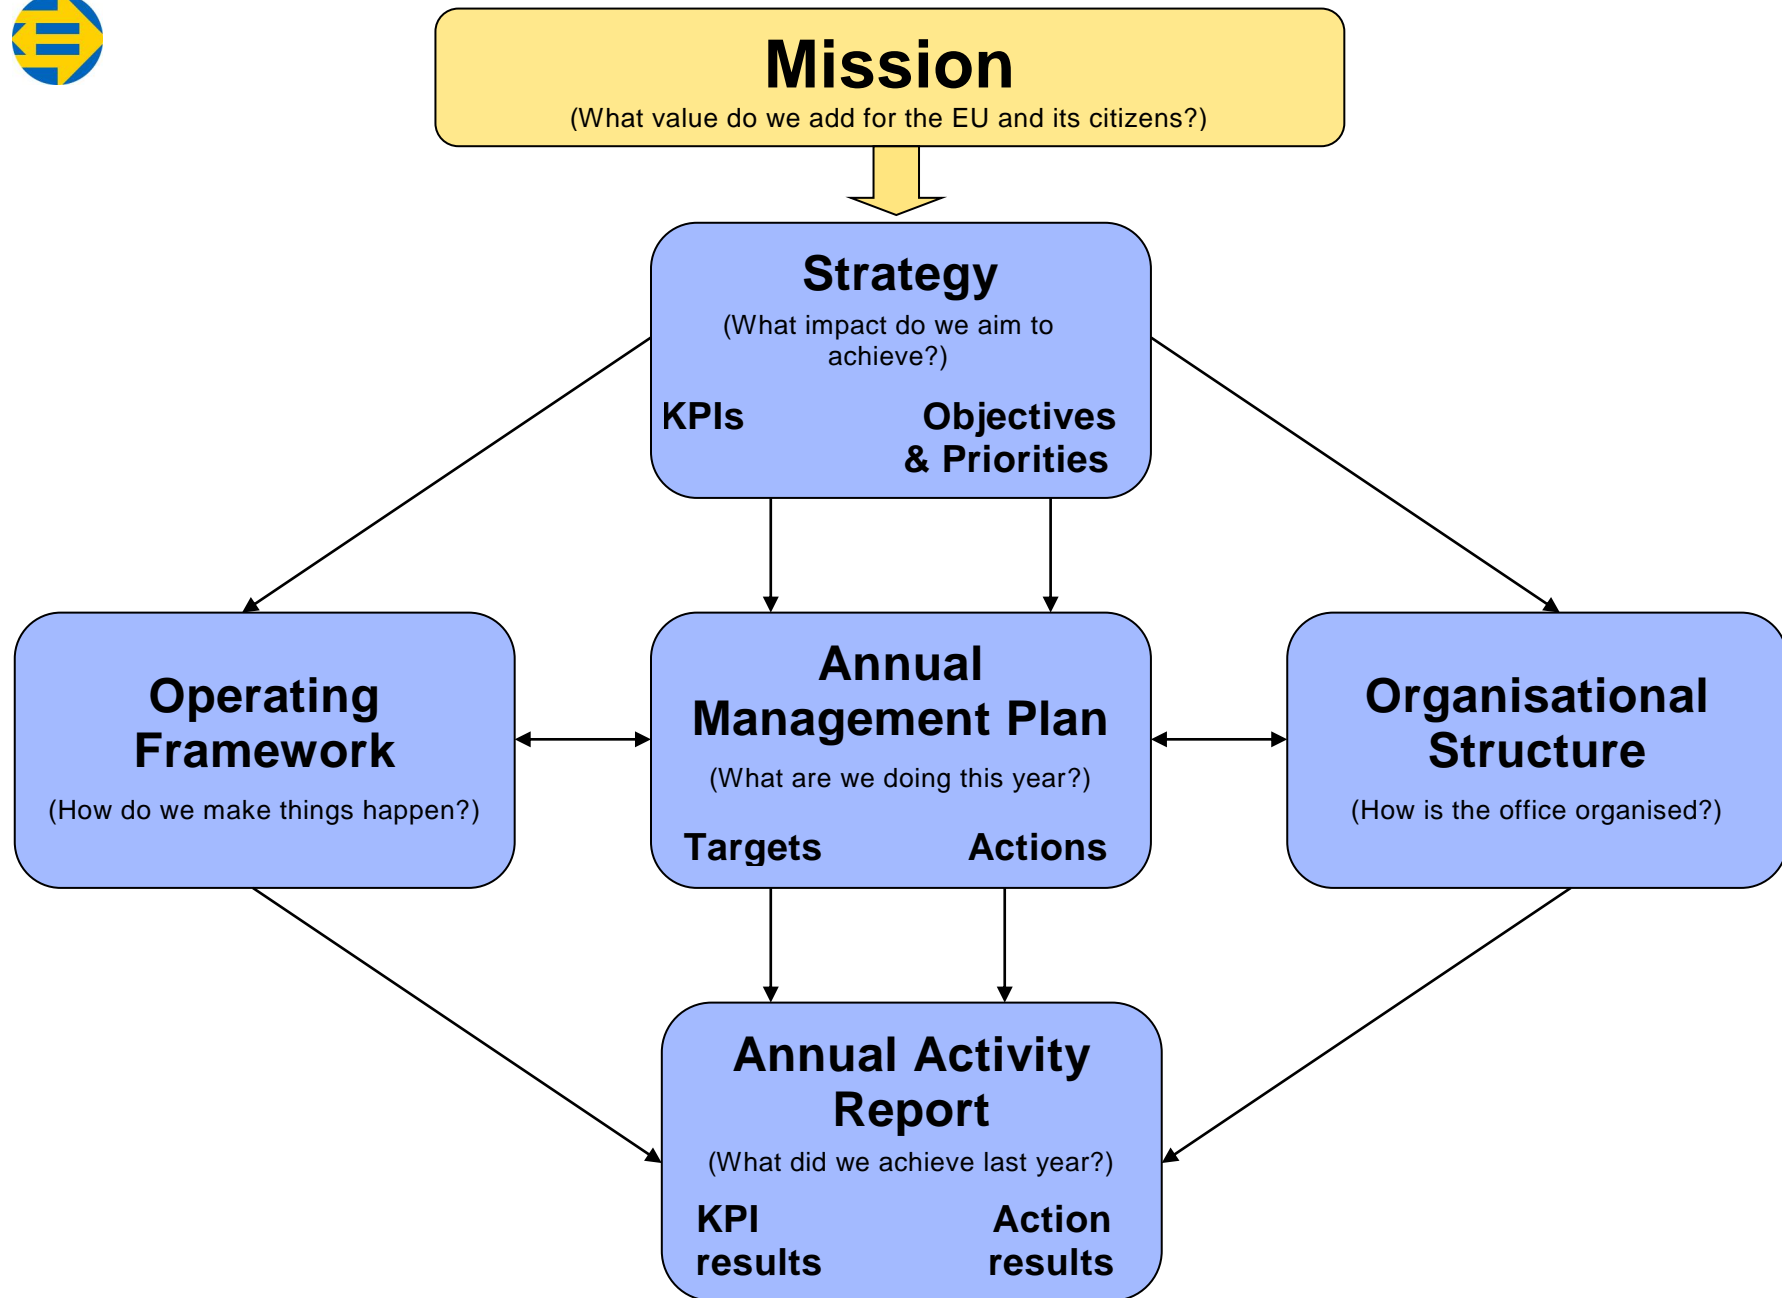 Mission
(What value do we add for the EU and its citizens?)
Strategy
(What impact do we aim to
achieve?)
KPIs
Objectives
& Priorities
Operating
Framework
(How do we make things happen?)
Annual
Management Plan
(What are we doing this year?)
Targets
Actions
Organisational
Structure
(How is the office organised?)
Annual Activity
Report
(What did we achieve last year?)
KPI
results
Action
results